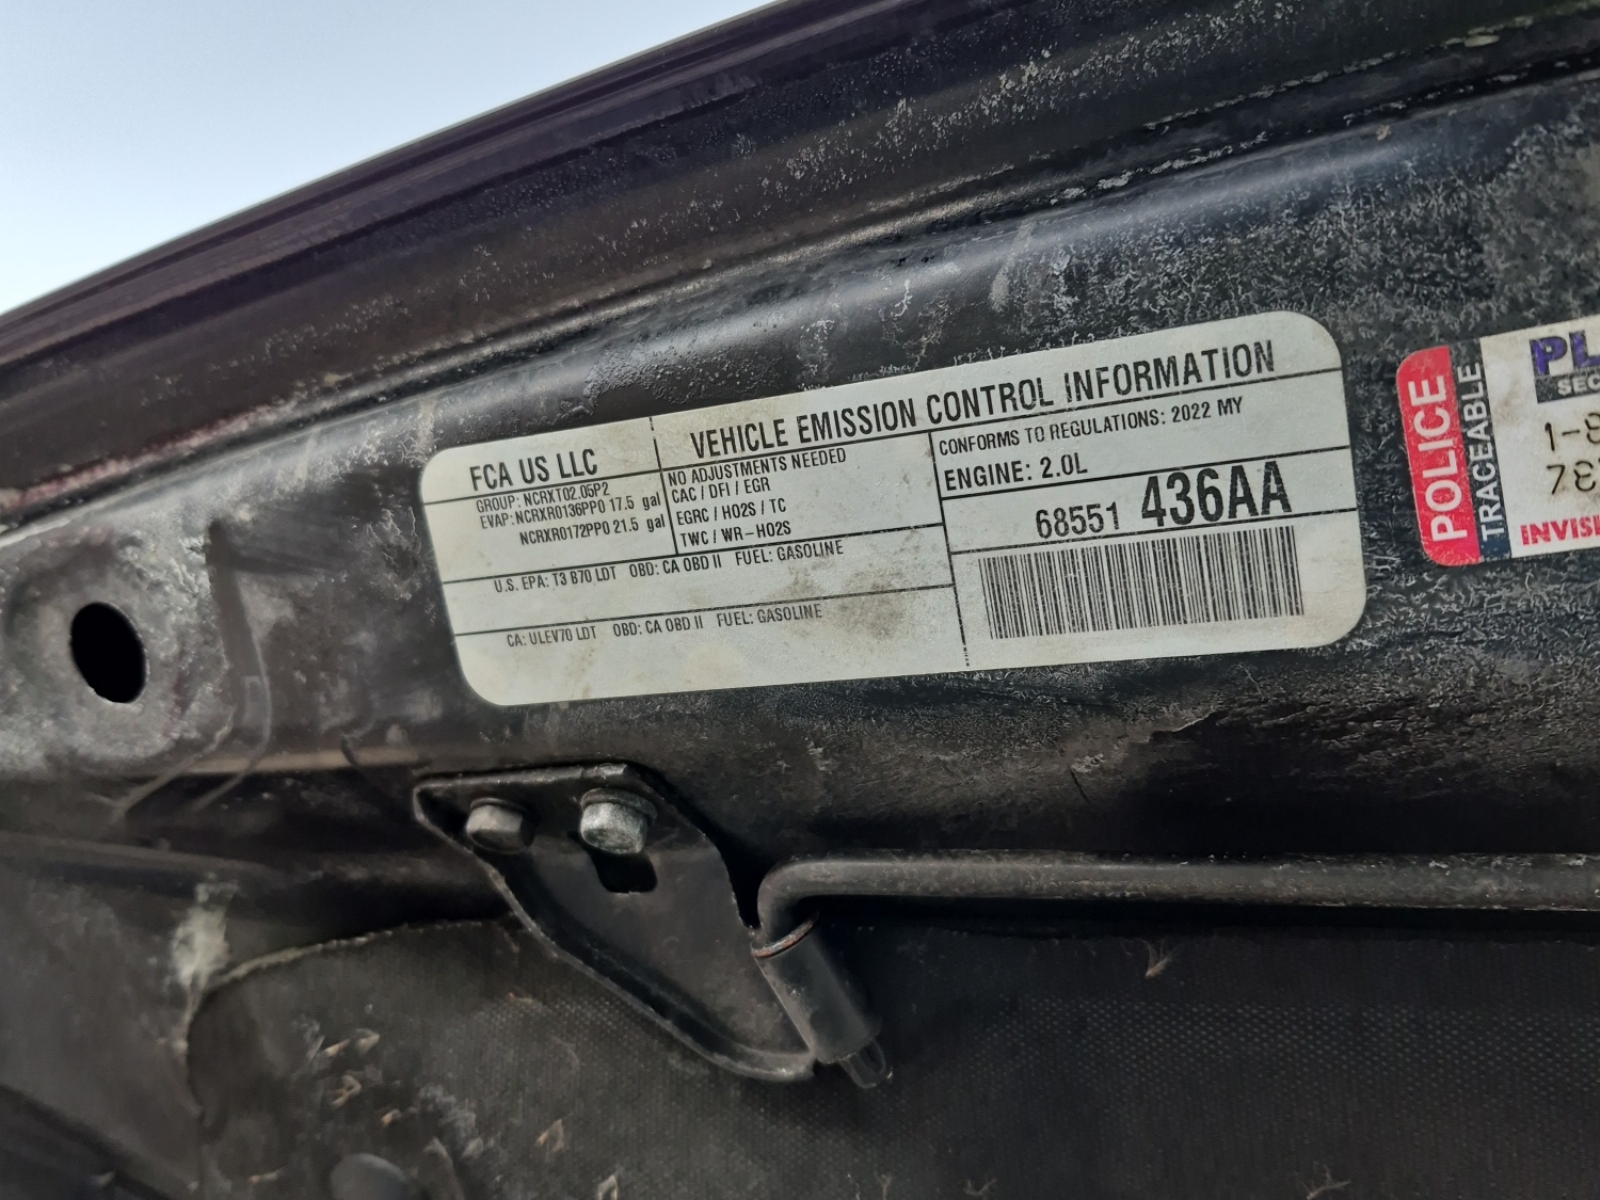 FCA US LLC
VEHICLE EMISSION CONTROL INFORMATION
GROUP: NCRXT02.05P2
EVAP: NCRXR0136PP0 17.5 gal
NCRXR0172PP0 21.5 gal
NO ADJUSTMENTS NEEDED
CAC / DFI / EGR
EGRC / HO2S / TC
TWC / WR-HO2S
CONFORMS TO REGULATIONS: 2022 MY
ENGINE: 2.0L
68551 436AA
U.S. EPA: T3 B70 LDT OBD: CA OBD II FUEL: GASOLINE
CA: ULEV70 LDT OBD: CA OBD II FUEL: GASOLINE
POLICE
TRACEABLE